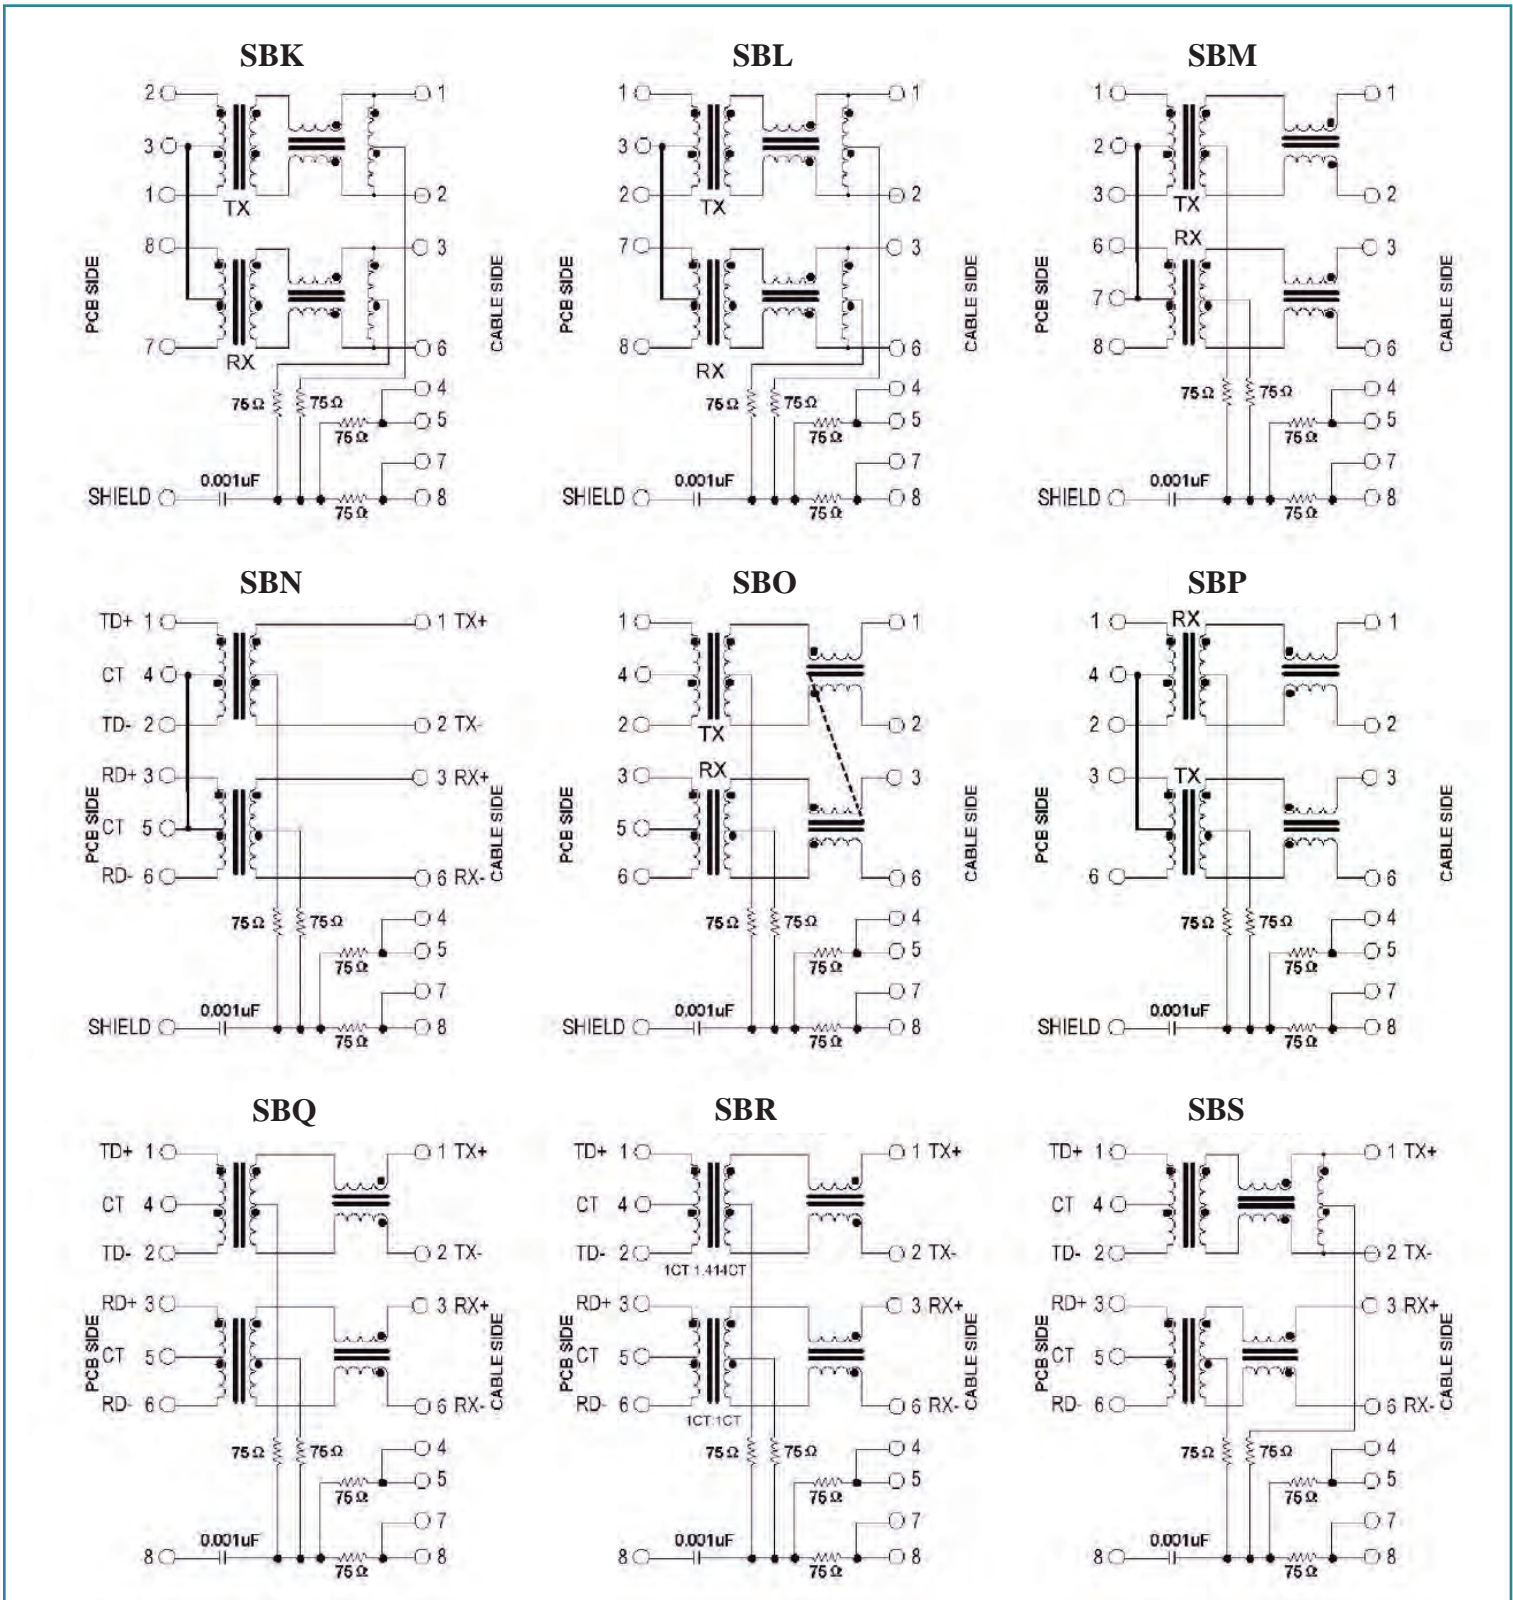 SBK
2 1
3
1 2
TX
8 3
PCB SIDE
CABLE SIDE
7 6
RX
4
75Ω 75Ω
5
75Ω
7
0.001uF
SHIELD 8
75Ω
SBL
1 1
3
2 2
TX
7 3
PCB SIDE
CABLE SIDE
8 6
RX
4
75Ω 75Ω
5
75Ω
7
0.001uF
SHIELD 8
75Ω
SBM
1 1
2
3 2
TX
RX
6 3
PCB SIDE
CABLE SIDE
7
8 6
4
75Ω 75Ω
5
75Ω
7
0.001uF
SHIELD 8
75Ω
SBN
TD+ 1 1 TX+
CT 4
TD- 2 2 TX-
RD+ 3 3 RX+
PCB SIDE
CABLE SIDE
CT 5
RD- 6 6 RX-
4
75Ω 75Ω
5
75Ω
7
0.001uF
SHIELD 8
75Ω
SBO
1 1
4
2 2
TX
RX
3 3
PCB SIDE
CABLE SIDE
5
6 6
4
75Ω 75Ω
5
75Ω
7
0.001uF
SHIELD 8
75Ω
SBP
1 RX 1
4
2 2
3 TX 3
PCB SIDE
CABLE SIDE
6 6
4
75Ω 75Ω
5
75Ω
7
0.001uF
SHIELD 8
75Ω
SBQ
TD+ 1 1 TX+
CT 4
TD- 2 2 TX-
RD+ 3 3 RX+
PCB SIDE
CABLE SIDE
CT 5
RD- 6 6 RX-
4
75Ω 75Ω
5
75Ω
7
0.001uF
8 8
75Ω
SBR
TD+ 1 1 TX+
CT 4
TD- 2 2 TX-
1CT:1.414CT
RD+ 3 3 RX+
PCB SIDE
CABLE SIDE
CT 5
RD- 6 6 RX-
1CT:1CT
4
75Ω 75Ω
5
75Ω
7
0.001uF
8 8
75Ω
SBS
TD+ 1 1 TX+
CT 4
TD- 2 2 TX-
RD+ 3 3 RX+
PCB SIDE
CABLE SIDE
CT 5
RD- 6 6 RX-
4
75Ω 75Ω
5
75Ω
7
0.001uF
8 8
75Ω